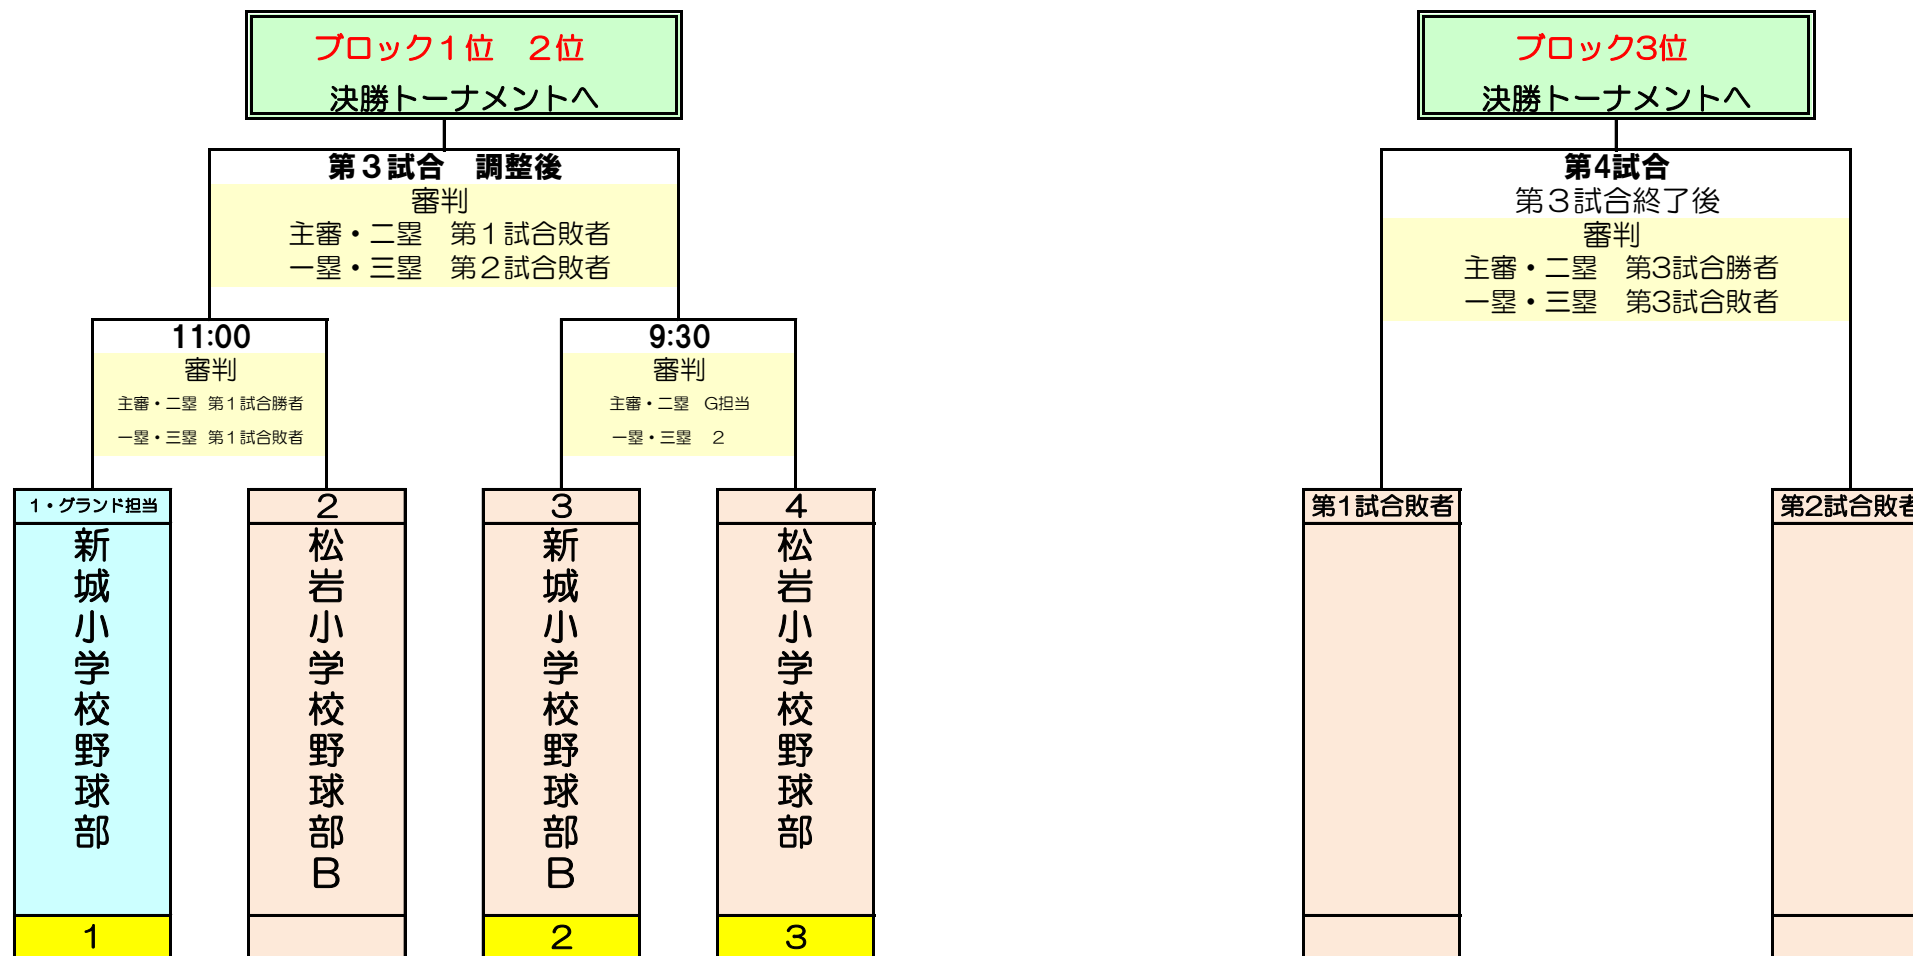 ブロック１位　２位
決勝トーナメントへ
第３試合　調整後
審判
主審・二塁　第１試合敗者
一塁・三塁　第２試合敗者
11:00
審判
主審・二塁 第１試合勝者
一塁・三塁 第１試合敗者
9:30
審判
主審・二塁　G担当
一塁・三塁　２
1・グランド担当
新城小学校野球部
1
2
松岩小学校野球部B
3
新城小学校野球部B
2
4
松岩小学校野球部
3
ブロック3位
決勝トーナメントへ
第4試合
第３試合終了後
審判
主審・二塁　第3試合勝者
一塁・三塁　第3試合敗者
第1試合敗者
第2試合敗者